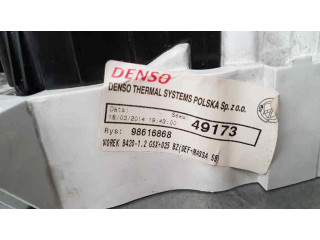 DENSO
DENSO THERMAL SYSTEMS POLSKA Sp.z.o.o.
Data:
18/03/2014 19:43:00
49173
Rys: 98616868
WOREK B420-1.2 GSX+025 BZ(DEF+MASSA SB)